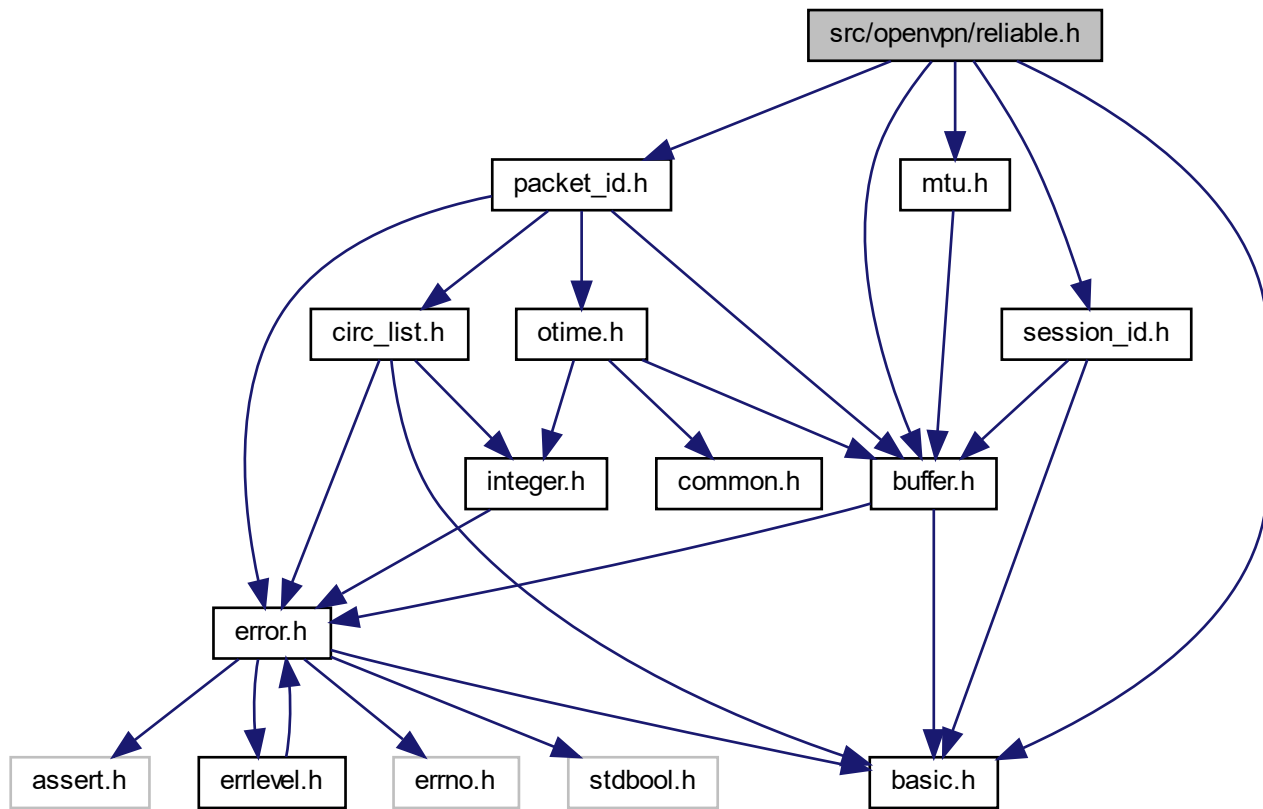 src/openvpn/reliable.h
packet_id.h
mtu.h
circ_list.h
otime.h
session_id.h
integer.h
common.h
buffer.h
error.h
assert.h
errlevel.h
errno.h
stdbool.h
basic.h